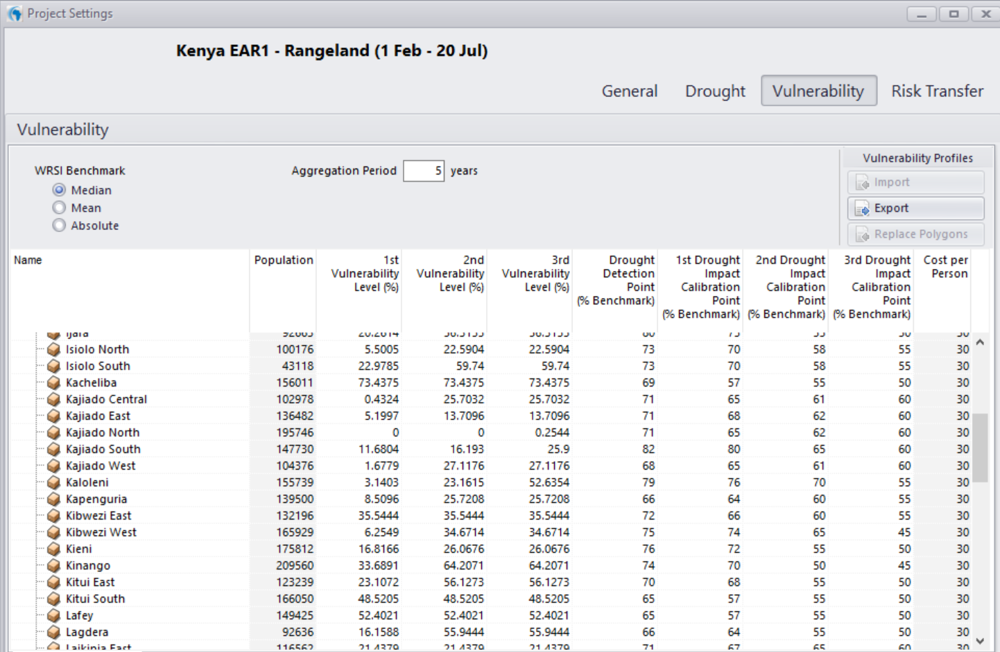 Project Settings
Kenya EAR1 - Rangeland (1 Feb - 20 Jul)
General Drought Vulnerability Risk Transfer
Vulnerability
WRSI Benchmark
Median
Mean
Absolute
Aggregation Period 5 years
Vulnerability Profiles
Import
Export
Replace Polygons
Name Population 1st Vulnerability Level (%) 2nd Vulnerability Level (%) 3rd Vulnerability Level (%) Drought Detection Point (% Benchmark) 1st Drought Impact Calibration Point (% Benchmark) 2nd Drought Impact Calibration Point (% Benchmark) 3rd Drought Impact Calibration Point (% Benchmark) Cost per Person
Isiolo North 100176 5.5005 22.5904 22.5904 73 70 58 55 30
Isiolo South 43118 22.9785 59.74 59.74 73 70 58 55 30
Kacheliba 156011 73.4375 73.4375 73.4375 69 57 55 50 30
Kajiado Central 102978 0.4324 25.7032 25.7032 71 65 61 60 30
Kajiado East 136482 5.1997 13.7096 13.7096 71 68 62 60 30
Kajiado North 195746 0 0 0.2544 71 65 62 60 30
Kajiado South 147730 11.6804 16.193 25.9 82 80 65 60 30
Kajiado West 104376 1.6779 27.1176 27.1176 68 65 61 60 30
Kaloleni 155739 3.1403 23.1615 52.6354 79 76 70 55 30
Kapenguria 139500 8.5096 25.7208 25.7208 66 64 60 55 30
Kibwezi East 132196 35.5444 35.5444 35.5444 72 66 60 55 30
Kibwezi West 165929 6.2549 34.6714 34.6714 75 74 65 45 30
Kieni 175812 16.8166 26.0676 26.0676 76 72 55 50 30
Kinango 209560 33.6891 64.2071 64.2071 74 70 50 45 30
Kitui East 123239 23.1072 56.1273 56.1273 70 68 55 50 30
Kitui South 166050 48.5205 48.5205 48.5205 65 57 55 50 30
Lafey 149425 52.4021 52.4021 52.4021 65 57 55 50 30
Lagdera 92636 16.1588 55.9444 55.9444 66 64 55 50 30
Laikipia East 116562 21.4379 21.4379 21.4379 71 67 65 60 30